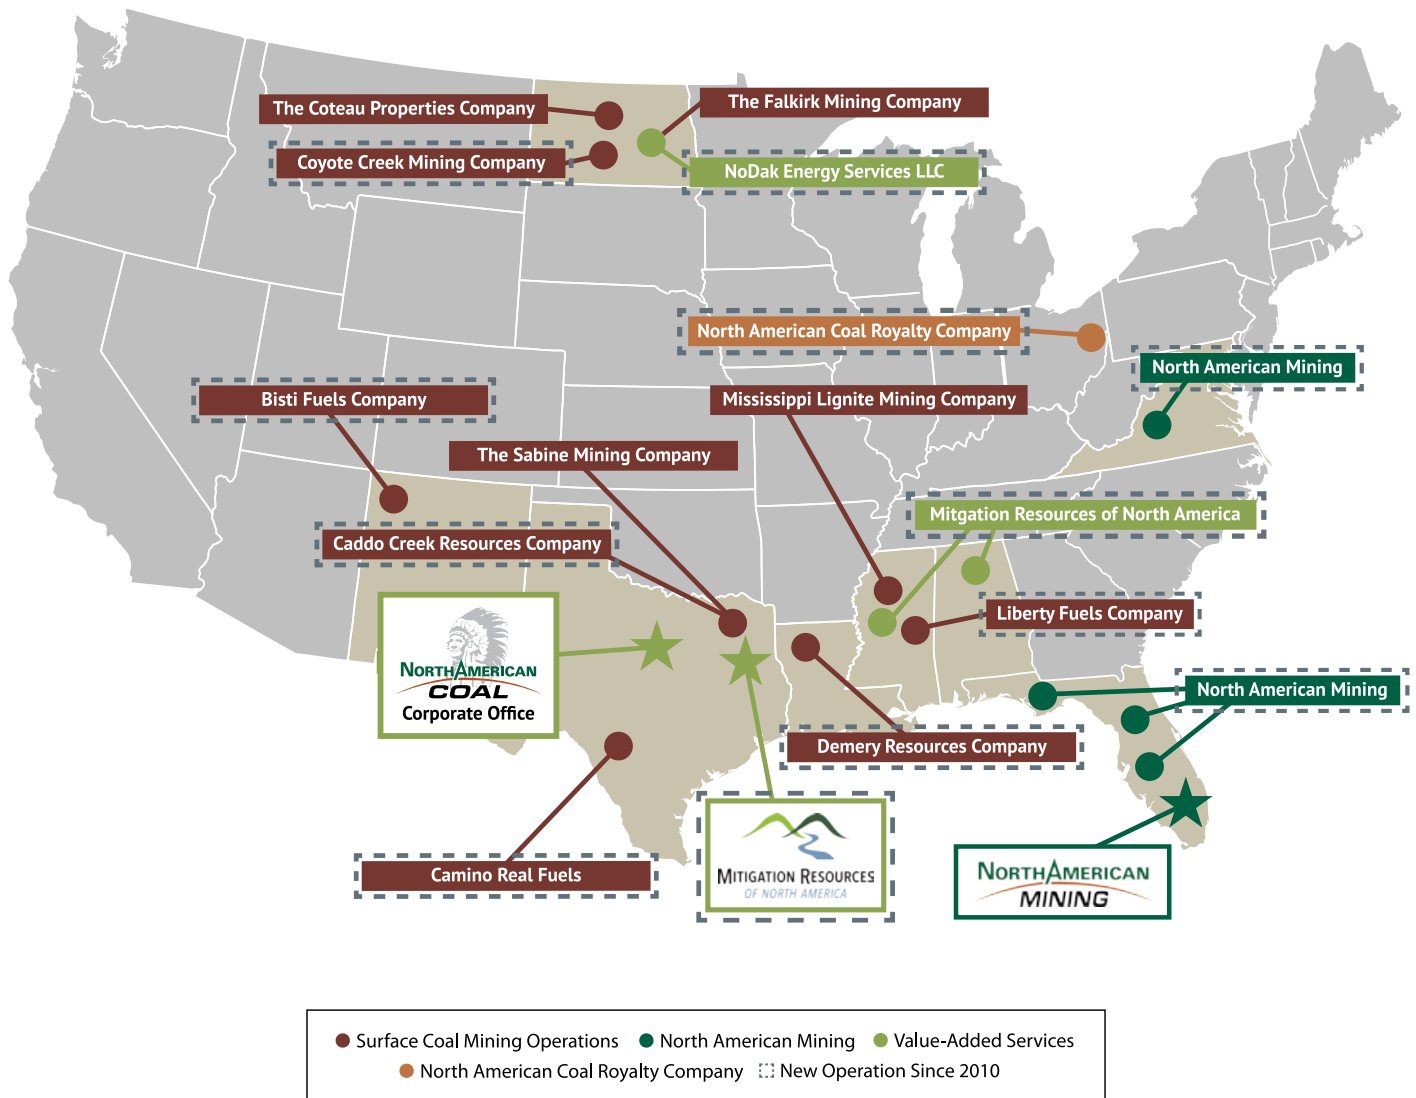 The Coteau Properties Company
The Falkirk Mining Company
Coyote Creek Mining Company
NoDak Energy Services LLC
North American Coal Royalty Company
North American Mining
Bisti Fuels Company
Mississippi Lignite Mining Company
The Sabine Mining Company
Mitgation Resources of North America
Caddo Creek Resources Company
Liberty Fuels Company
NORTHAMERICAN
COAL
Corporate Office
North American Mining
Demery Resources Company
Camino Real Fuels
MITIGATION RESOURCES
OF NORTH AMERICA
NORTHAMERICAN
MINING
Surface Coal Mining Operations North American Mining Value-Added Services
North American Coal Royalty Company New Operation Since 2010